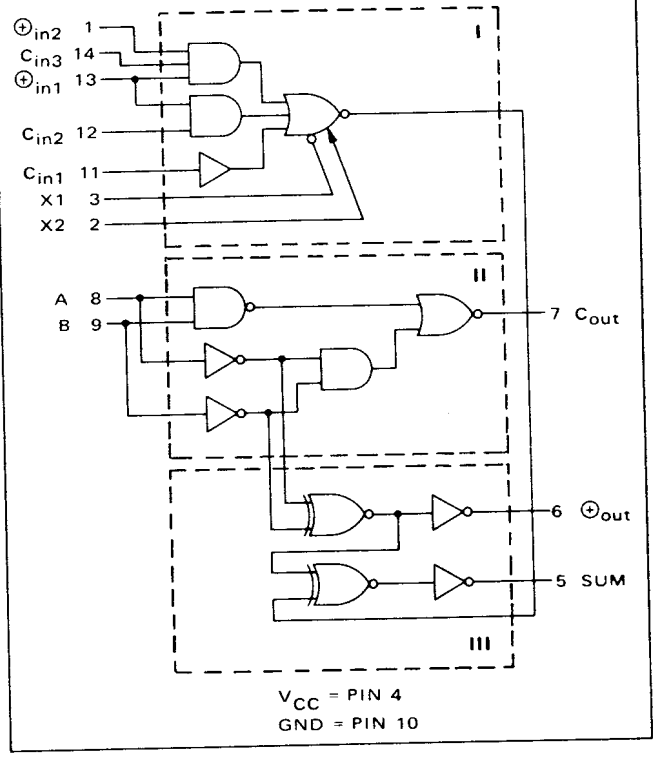 ⊕in2 1
Cin3 14
⊕in1 13
Cin2 12
Cin1 11
X1 3
X2 2
I
A 8
B 9
II
7 Cout
6 ⊕out
5 SUM
III
VCC = PIN 4
GND = PIN 10